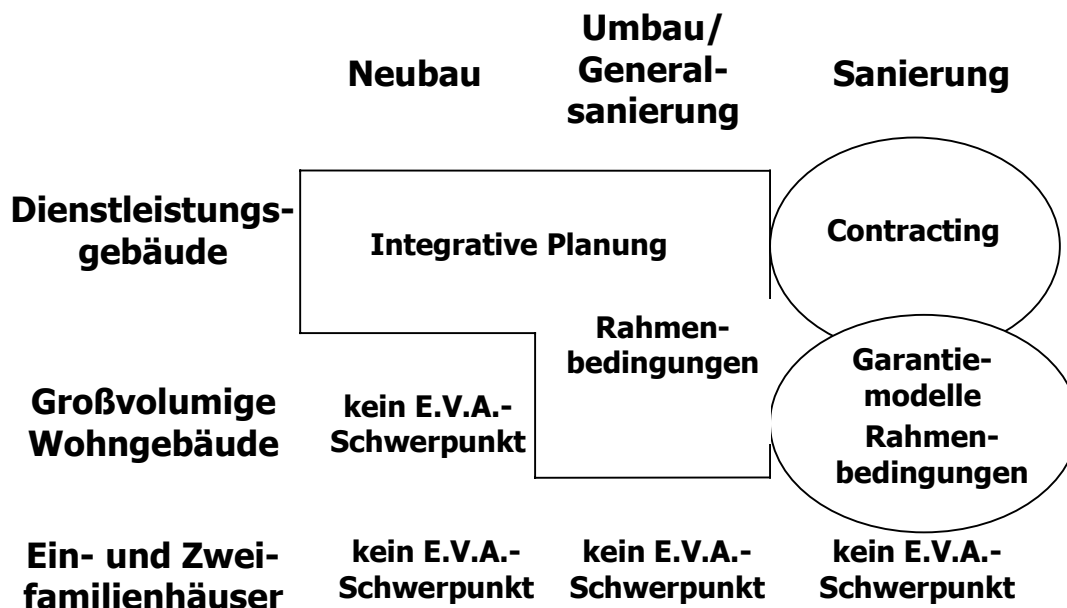 Neubau
Umbau/
General-
sanierung
Sanierung
Dienstleistungs-
gebäude
Integrative Planung
Contracting
Rahmen-
bedingungen
Großvolumige
Wohngebäude
kein E.V.A.-
Schwerpunkt
Garantie-
modelle
Rahmen-
bedingungen
Ein- und Zwei-
familienhäuser
kein E.V.A.-
Schwerpunkt
kein E.V.A.-
Schwerpunkt
kein E.V.A.-
Schwerpunkt